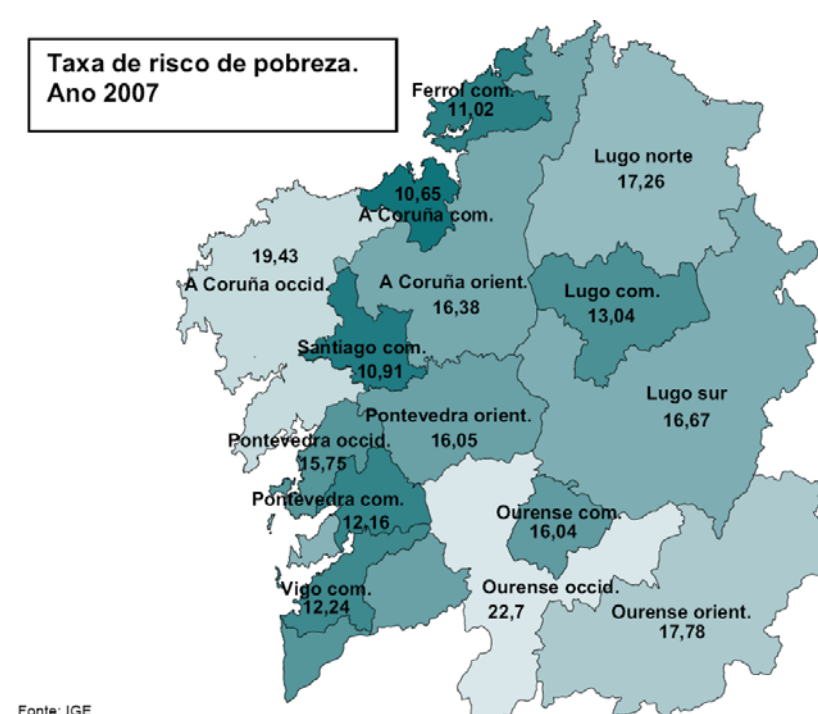 Taxa de risco de pobreza.
Ano 2007
Ferrol com.
11,02
Lugo norte
17,26
10,65
A Coruña com.
19,43
A Coruña occid.
A Coruña orient.
16,38
Lugo com.
13,04
Santiago com.
10,91
Lugo sur
16,67
Pontevedra orient.
16,05
Pontevedra occid.
15,75
Pontevedra com.
12,16
Ourense com.
16,04
Vigo com.
12,24
Ourense occid.
22,7
Ourense orient.
17,78
Fonte: IGE